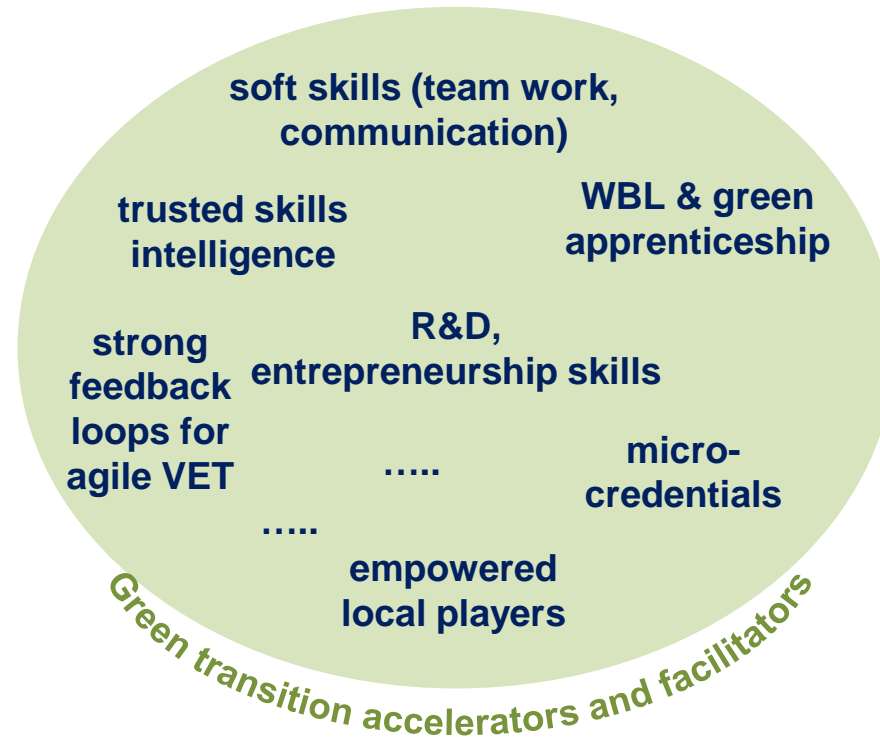 soft skills (team work,
communication)
trusted skills
intelligence
WBL & green
apprenticeship
strong
feedback
loops for
agile VET
R&D,
entrepreneurship skills
…..
micro-
credentials
…..
empowered
local players
Green transition accelerators and facilitators